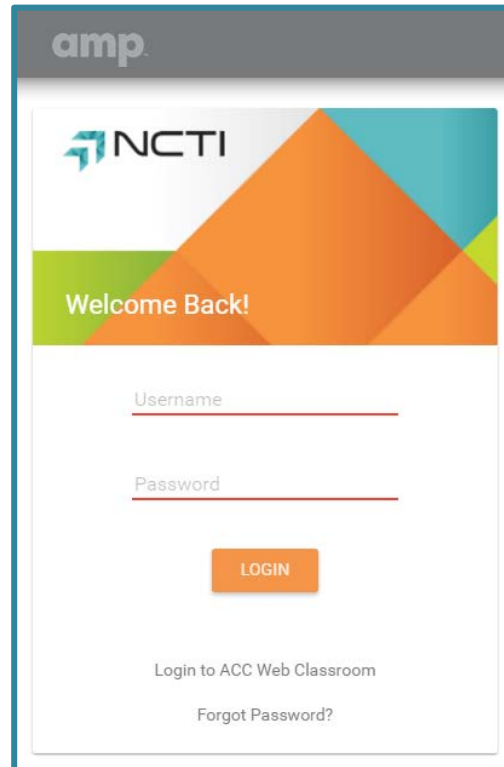 amp
NCTI
Welcome Back!
Username
Password
LOGIN
Login to ACC Web Classroom
Forgot Password?